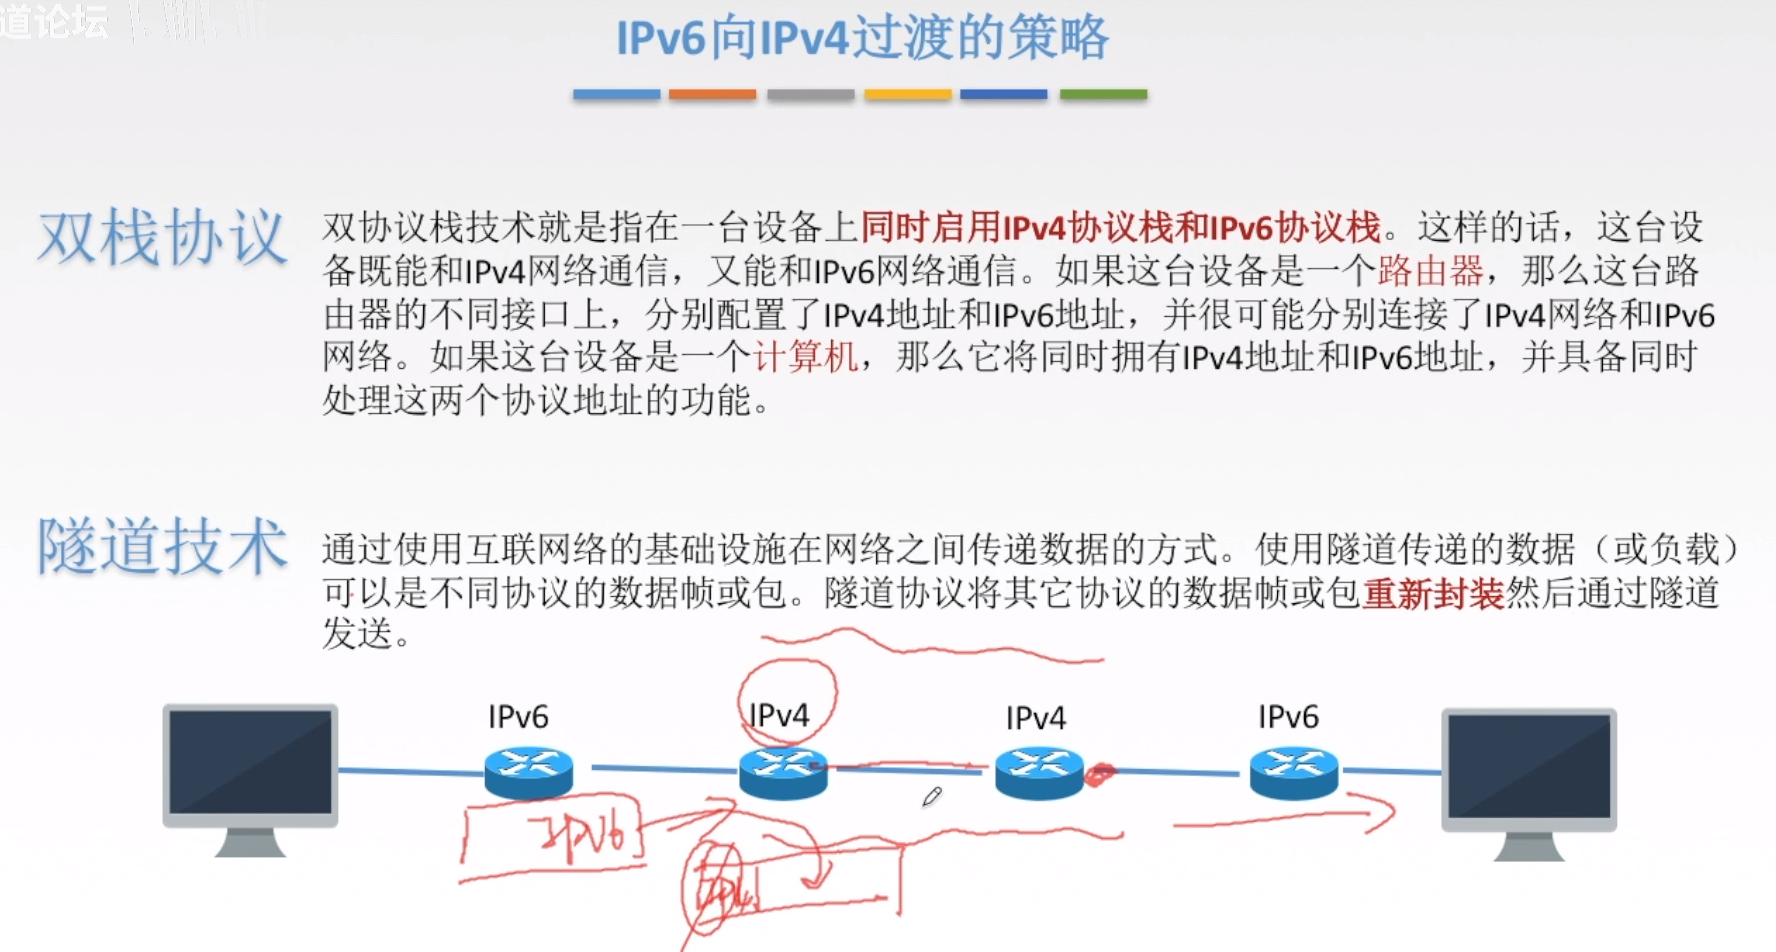 道论坛
IPv6向IPv4过渡的策略
双栈协议
双协议栈技术就是指在一台设备上同时启用IPv4协议栈和IPv6协议栈。这样的话，这台设
备既能和IPv4网络通信，又能和IPv6网络通信。如果这台设备是一个路由器，那么这台路
由器的不同接口上，分别配置了IPv4地址和IPv6地址，并很可能分别连接了IPv4网络和IPv6
网络。如果这台设备是一个计算机，那么它将同时拥有IPv4地址和IPv6地址，并具备同时
处理这两个协议地址的功能。
隧道技术
通过使用互联网络的基础设施在网络之间传递数据的方式。使用隧道传递的数据（或负载）
可以是不同协议的数据帧或包。隧道协议将其它协议的数据帧或包重新封装然后通过隧道
发送。
IPv6 IPv4 IPv4 IPv6
IPV6